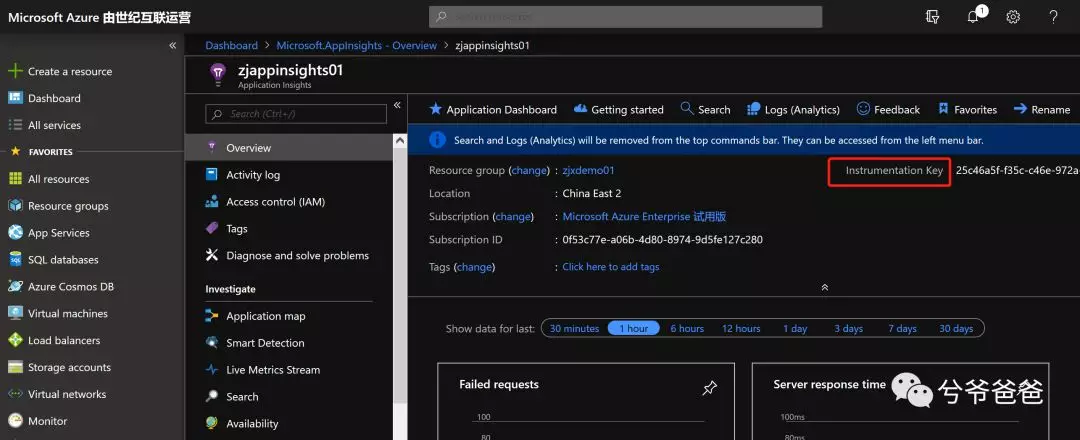 Microsoft Azure 由世纪互联运营
1
Dashboard > Microsoft.AppInsights - Overview > zjappinsights01
Create a resource
Dashboard
All services
FAVORITES
All resources
Resource groups
App Services
SQL databases
Azure Cosmos DB
Virtual machines
Load balancers
Storage accounts
Virtual networks
Monitor
zjappinsights01
Application Insights
Search (Ctrl+/)
Overview
Activity log
Access control (IAM)
Tags
Diagnose and solve problems
Investigate
Application map
Smart Detection
Live Metrics Stream
Search
Availability
Application Dashboard Getting started Search Logs (Analytics) Feedback Favorites Rename
Search and Logs (Analytics) will be removed from the top commands bar. They can be accessed from the left menu bar.
Resource group (change) : zjxdemo01 Instrumentation Key 25c46a5f-f35c-c46e-972a-
Location : China East 2
Subscription (change) : Microsoft Azure Enterprise 试用版
Subscription ID : 0f53c77e-a06b-4d80-8974-9d5fe127c280
Tags (change) : Click here to add tags
Show data for last: 30 minutes 1 hour 6 hours 12 hours 1 day 3 days 7 days 30 days
Failed requests
100
80
Server response time
100ms
80ms
兮爷爸爸